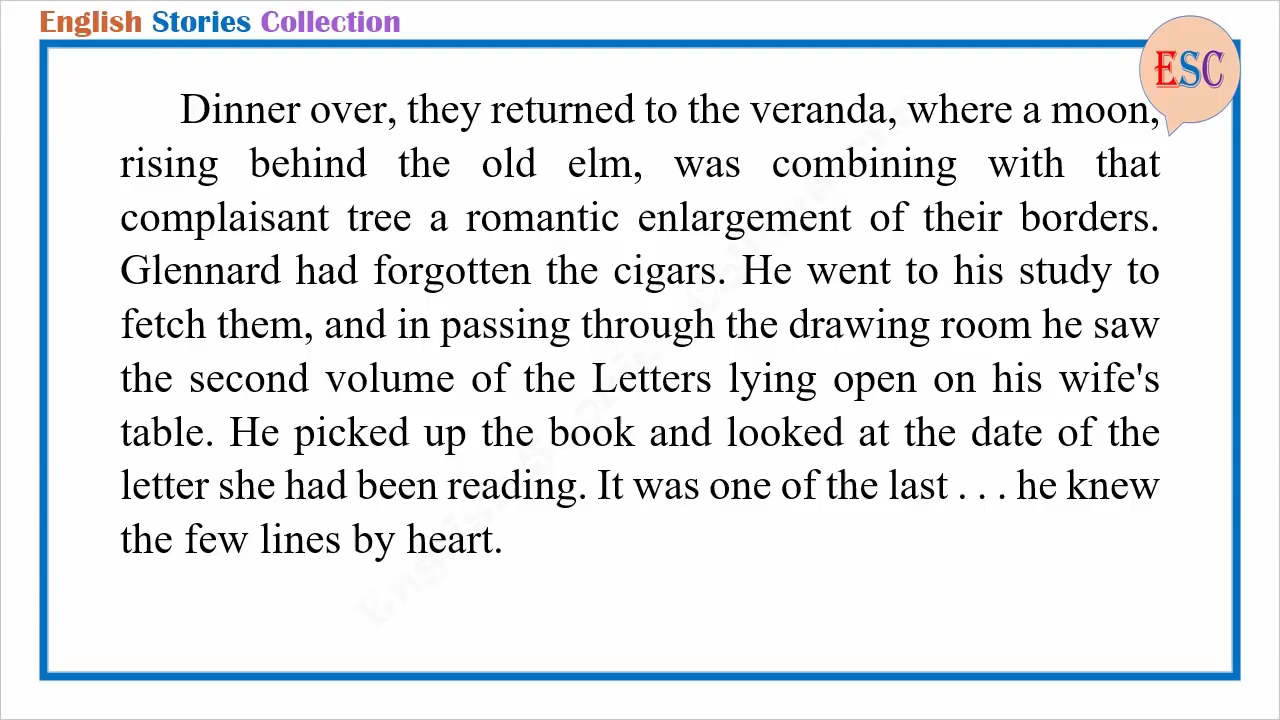 English Stories Collection
ESC
Dinner over, they returned to the veranda, where a moon,
rising behind the old elm, was combining with that
complaisant tree a romantic enlargement of their borders.
Glennard had forgotten the cigars. He went to his study to
fetch them, and in passing through the drawing room he saw
the second volume of the Letters lying open on his wife's
table. He picked up the book and looked at the date of the
letter she had been reading. It was one of the last . . . he knew
the few lines by heart.